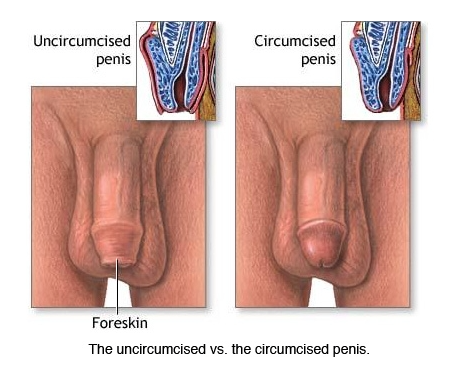 Uncircumcised
penis
Circumcised
penis
Foreskin
The uncircumcised vs. the circumcised penis.